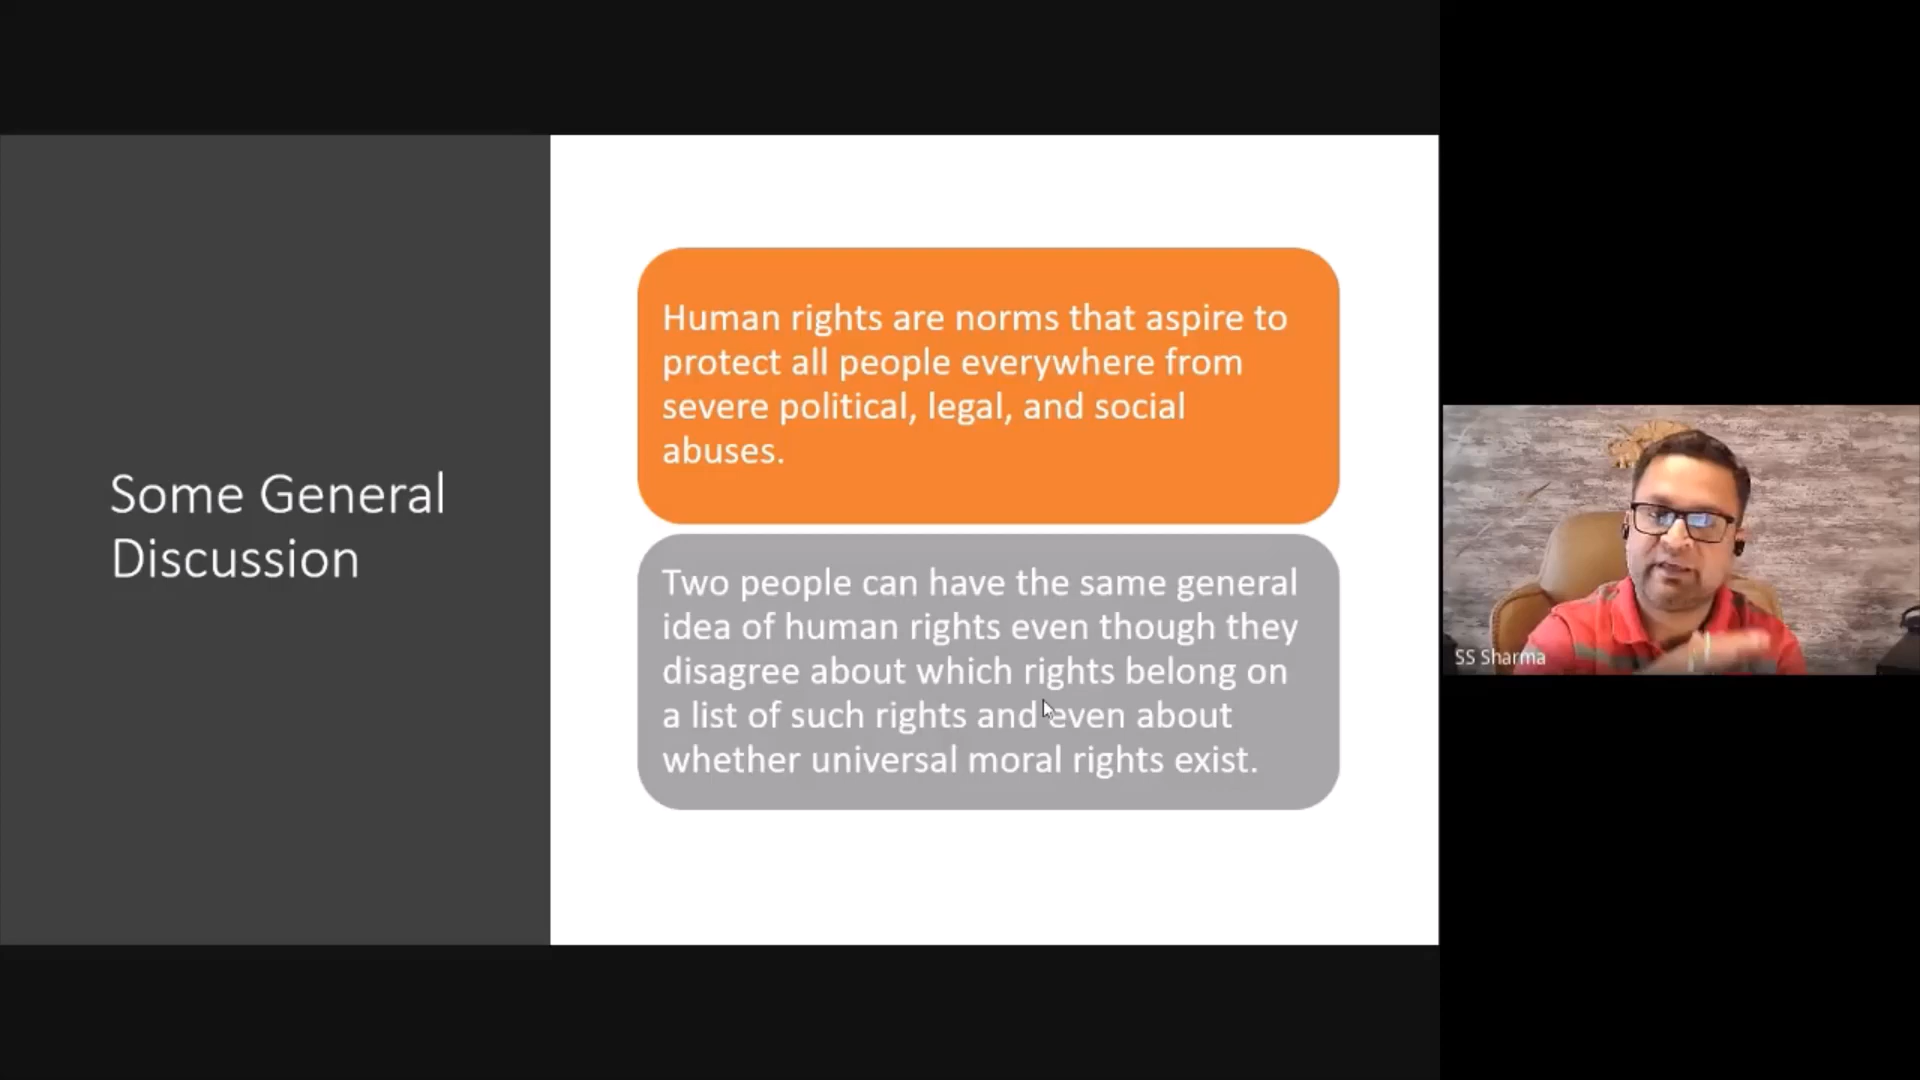 Some General
Discussion
Human rights are norms that aspire to
protect all people everywhere from
severe political, legal, and social
abuses.
Two people can have the same general
idea of human rights even though they
disagree about which rights belong on
a list of such rights and even about
whether universal moral rights exist.
SS Sharma